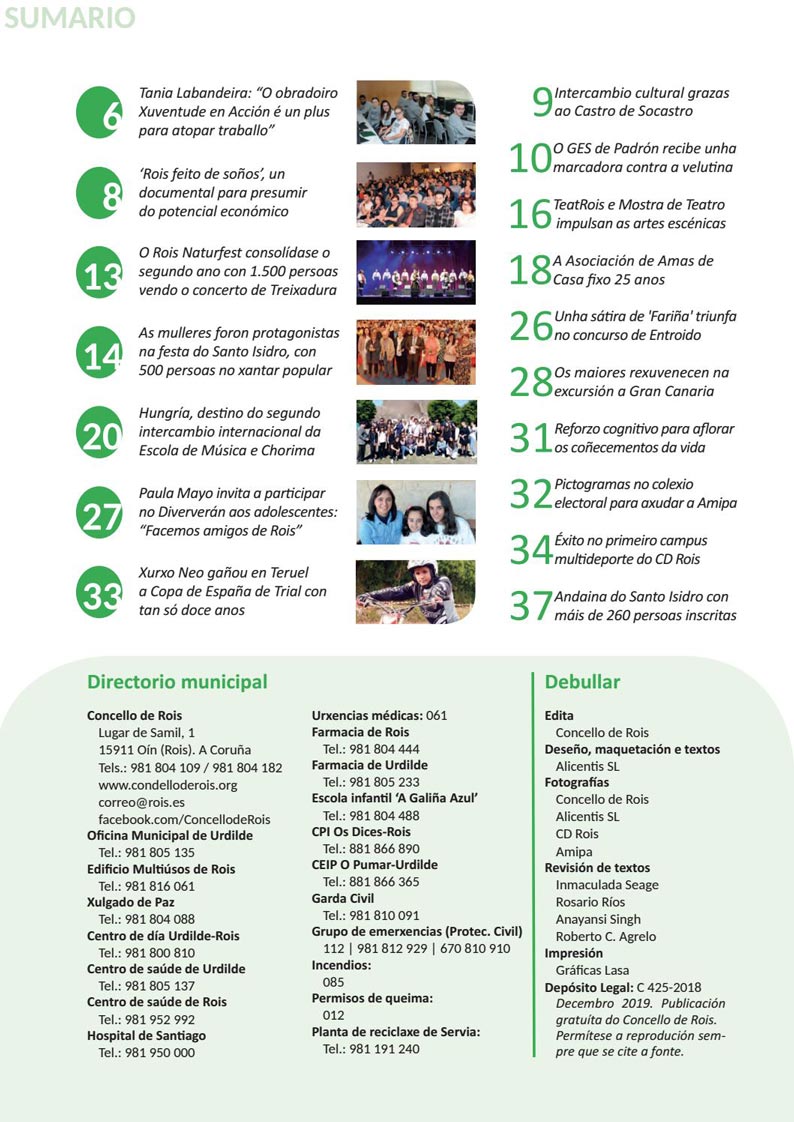 SUMARIO
6
Tania Labandeira: “O obradoiro
Xuventude en Acción é un plus
para atopar traballo”
8
‘Rois feito de soños’, un
documental para presumir
do potencial económico
13
O Rois Naturfest consolídase o
segundo ano con 1.500 persoas
vendo o concerto de Treixadura
14
As mulleres foron protagonistas
na festa do Santo Isidro, con
500 persoas no xantar popular
20
Hungría, destino do segundo
intercambio internacional da
Escola de Música e Chorima
27
Paula Mayo invita a participar
no Diververán aos adolescentes:
“Facemos amigos de Rois”
33
Xurxo Neo gañou en Teruel
a Copa de España de Trial con
tan só doce anos
9
Intercambio cultural grazas
ao Castro de Socastro
10
O GES de Padrón recibe unha
marcadora contra a velutina
16
TeatRois e Mostra de Teatro
impulsan as artes escénicas
18
A Asociación de Amas de
Casa fixo 25 anos
26
Unha sátira de 'Fariña' triunfa
no concurso de Entroido
28
Os maiores rexuvenecen na
excursión a Gran Canaria
31
Reforzo cognitivo para aflorar
os coñecementos da vida
32
Pictogramas no colexio
electoral para axudar a Amipa
34
Éxito no primeiro campus
multideporte do CD Rois
37
Andaina do Santo Isidro con
máis de 260 persoas inscritas
Directorio municipal
Concello de Rois
Lugar de Samil, 1
15911 Oín (Rois). A Coruña
Tels.: 981 804 109 / 981 804 182
www.condelloderois.org
correo@rois.es
facebook.com/ConcellodeRois
Oficina Municipal de Urdilde
Tel.: 981 805 135
Edificio Multiúsos de Rois
Tel.: 981 816 061
Xulgado de Paz
Tel.: 981 804 088
Centro de día Urdilde-Rois
Tel.: 981 800 810
Centro de saúde de Urdilde
Tel.: 981 805 137
Centro de saúde de Rois
Tel.: 981 952 992
Hospital de Santiago
Tel.: 981 950 000
Urxencias médicas: 061
Farmacia de Rois
Tel.: 981 804 444
Farmacia de Urdilde
Tel.: 981 805 233
Escola infantil ‘A Galiña Azul’
Tel.: 981 804 488
CPI Os Dices-Rois
Tel.: 881 866 890
CEIP O Pumar-Urdilde
Tel.: 881 866 365
Garda Civil
Tel.: 981 810 091
Grupo de emerxencias (Protec. Civil)
112 | 981 812 929 | 670 810 910
Incendios:
085
Permisos de queima:
012
Planta de reciclaxe de Servia:
Tel.: 981 191 240
Debullar
Edita
Concello de Rois
Deseño, maquetación e textos
Alicentis SL
Fotografías
Concello de Rois
Alicentis SL
CD Rois
Amipa
Revisión de textos
Inmaculada Seage
Rosario Ríos
Anayansi Singh
Roberto C. Agrelo
Impresión
Gráficas Lasa
Depósito Legal: C 425-2018
Decembro 2019. Publicación
gratuíta do Concello de Rois.
Permítese a reprodución sem-
pre que se cite a fonte.